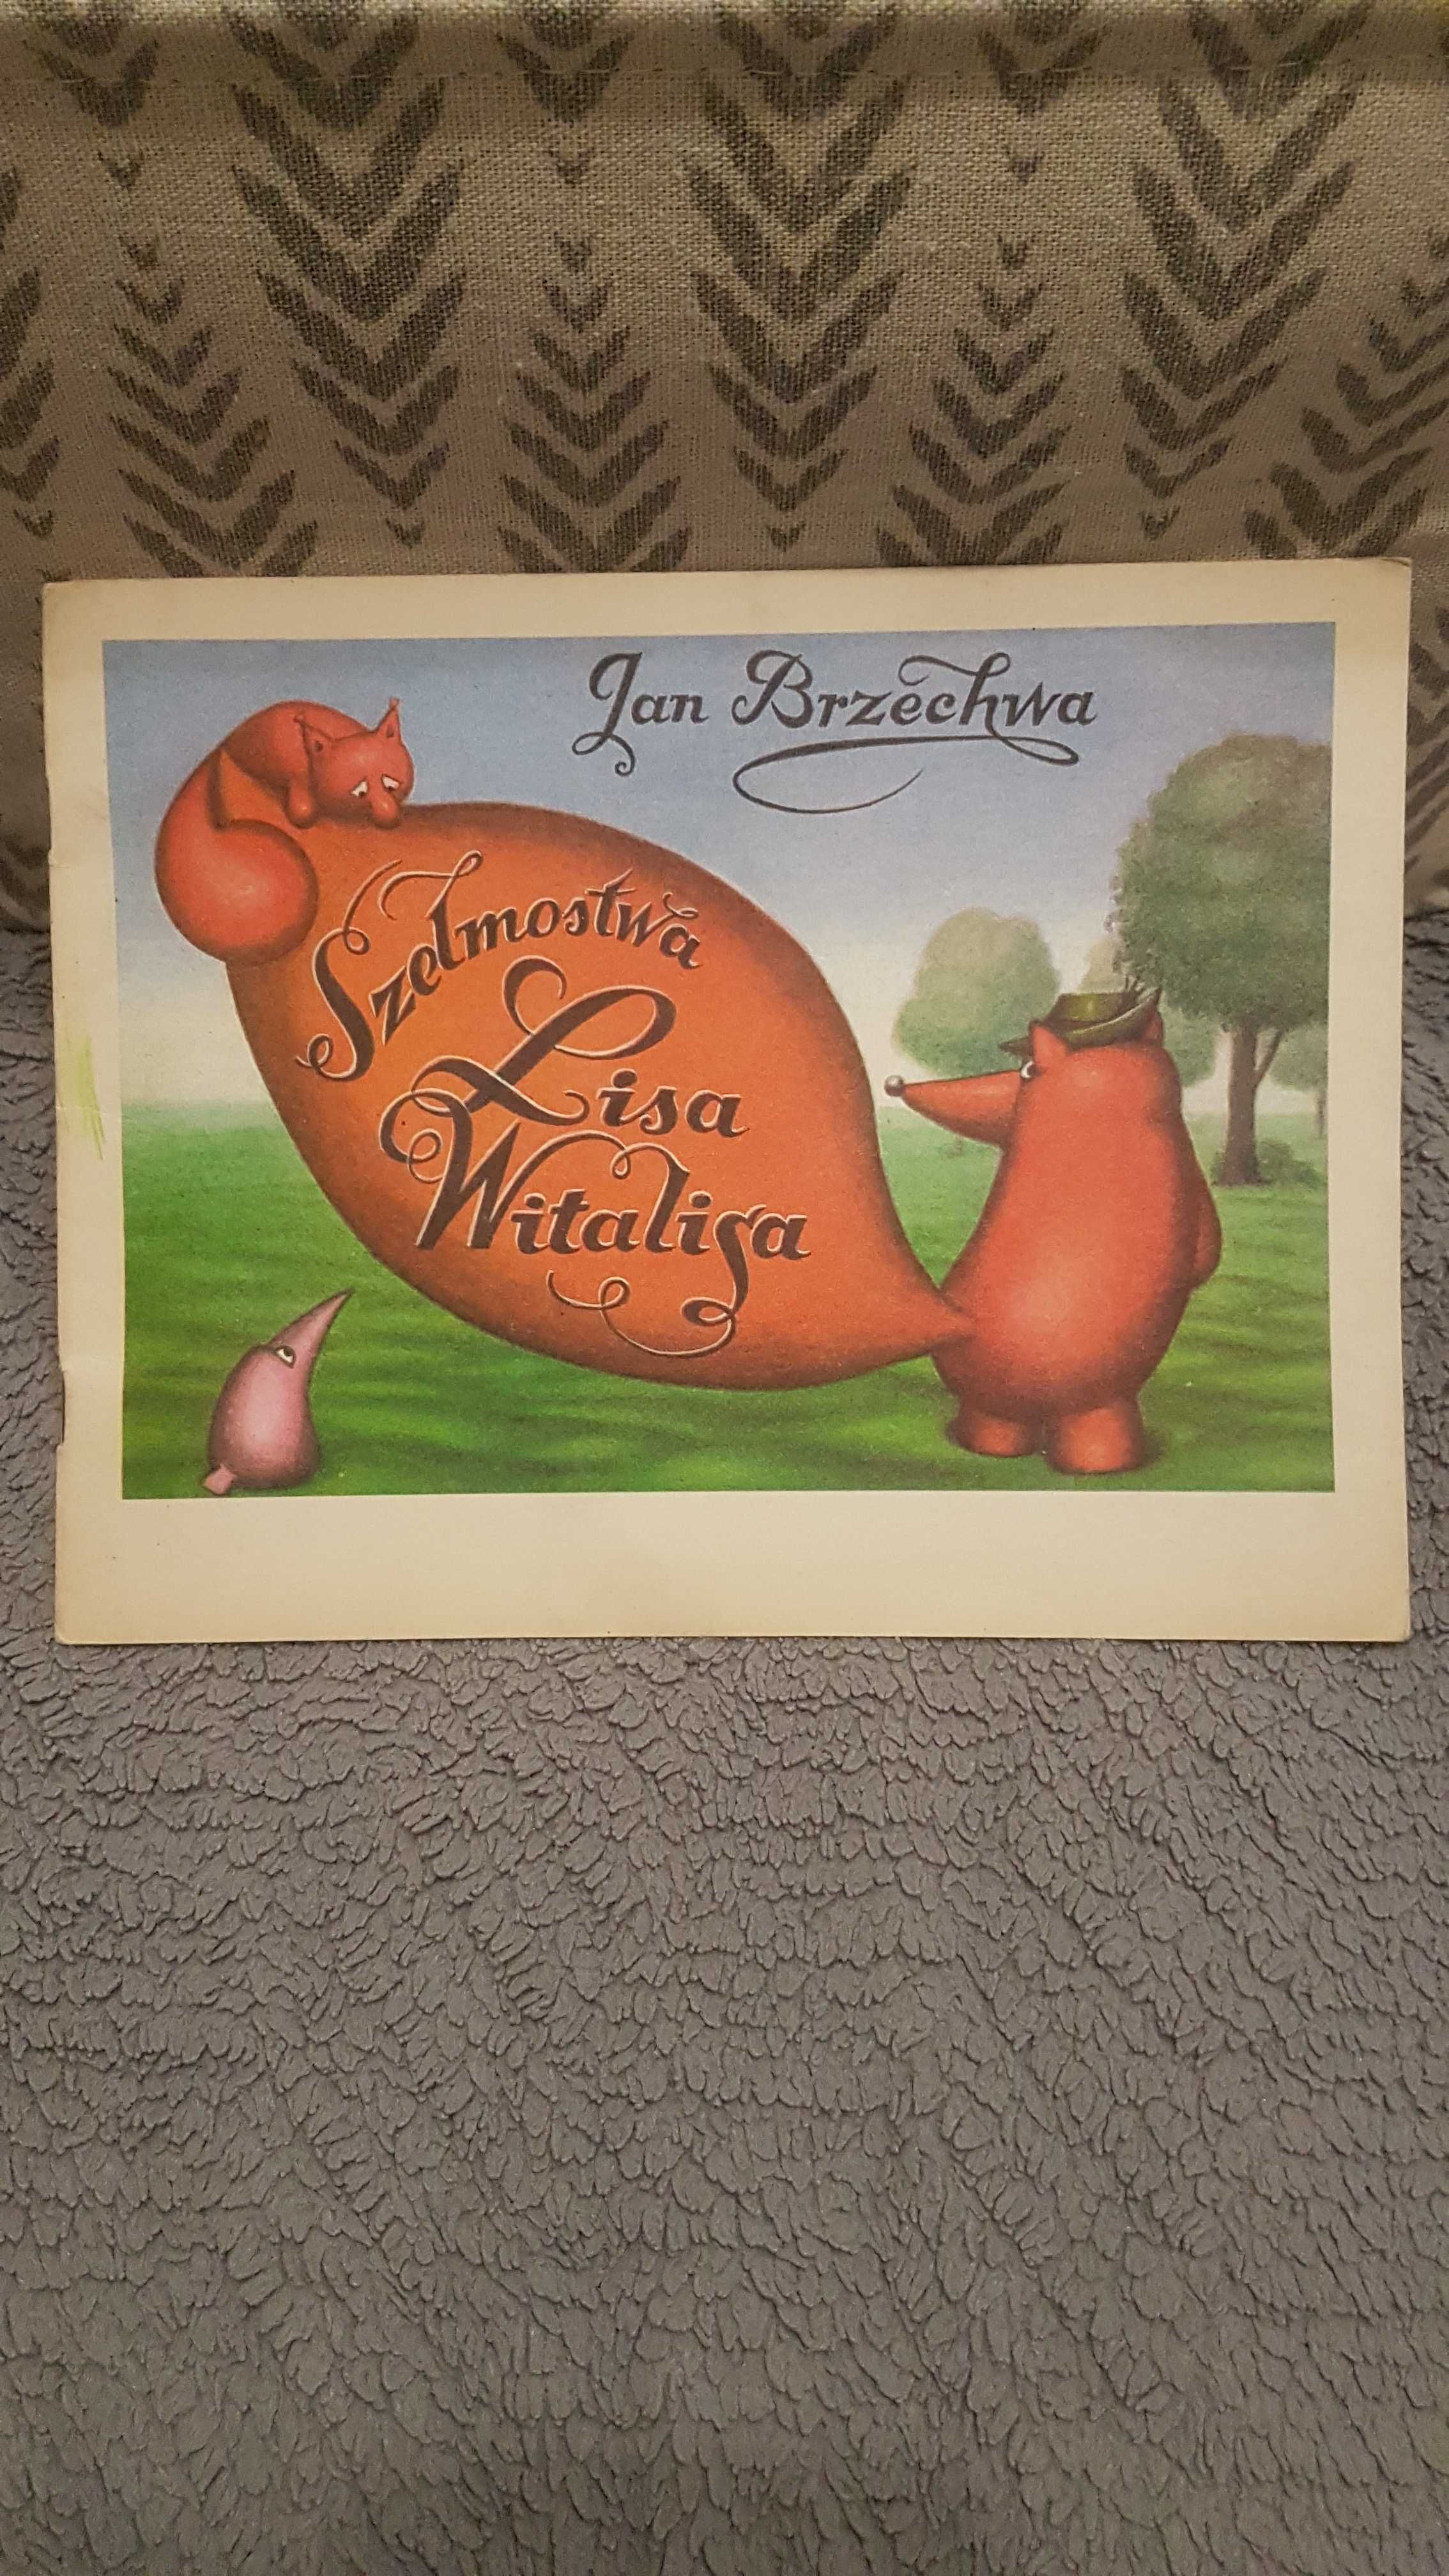 Jan Brzechwa
Szelmostwa
Lisa
Witalisa